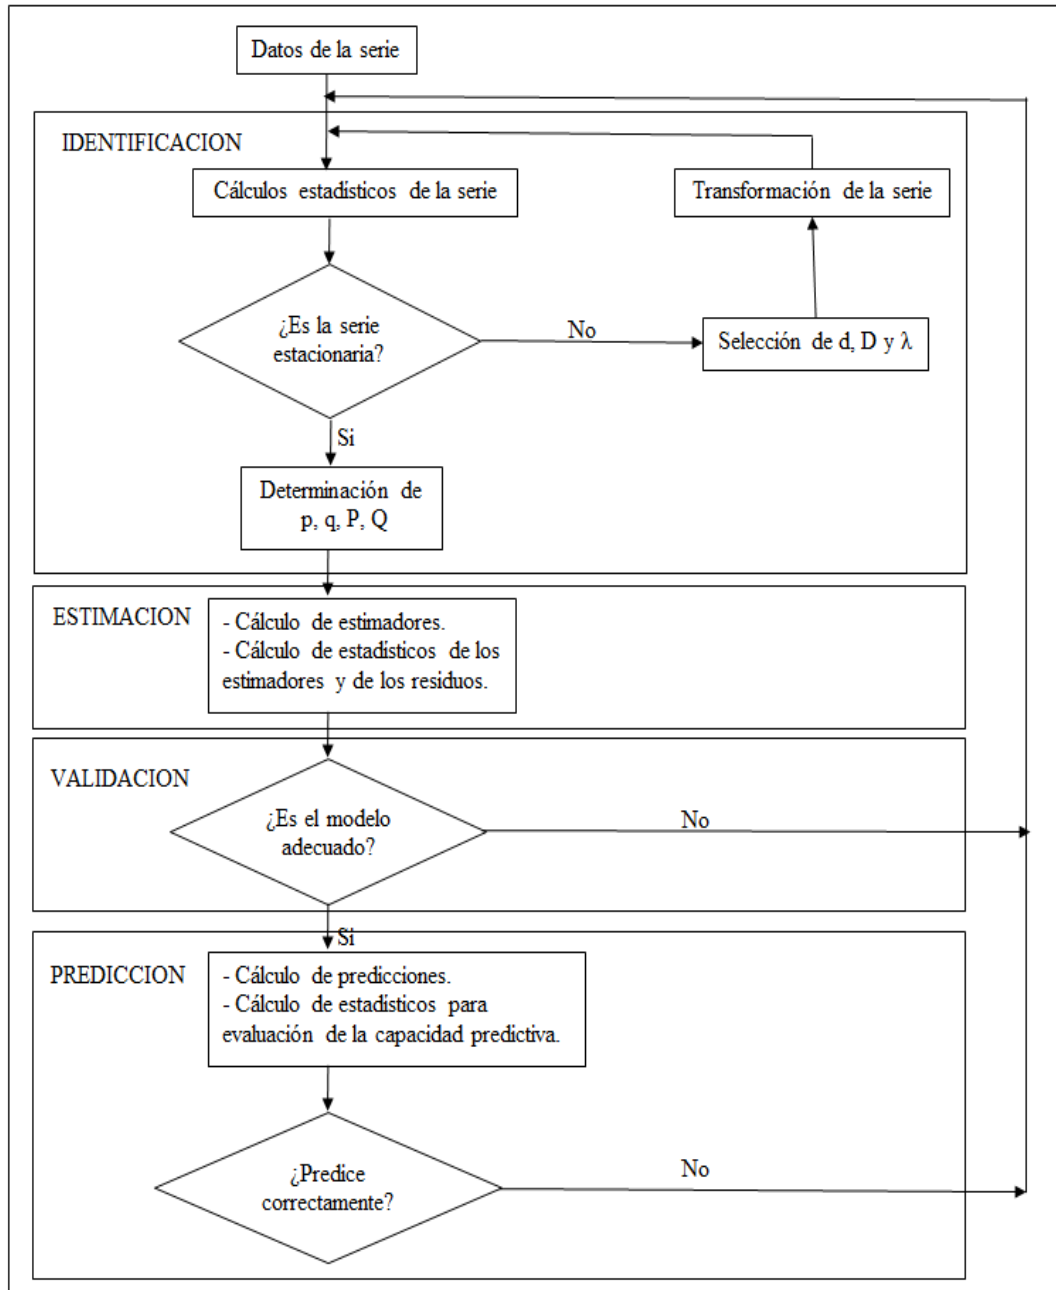 Datos de la serie
IDENTIFICACION
Cálculos estadísticos de la serie
Transformación de la serie
¿Es la serie
estacionaria?
No
Selección de d, D y λ
Si
Determinación de
p, q, P, Q
ESTIMACION
- Cálculo de estimadores.
- Cálculo de estadísticos de los
estimadores y de los residuos.
VALIDACION
¿Es el modelo
adecuado?
No
Si
PREDICCION
- Cálculo de predicciones.
- Cálculo de estadísticos para
evaluación de la capacidad predictiva.
¿Predice
correctamente?
No